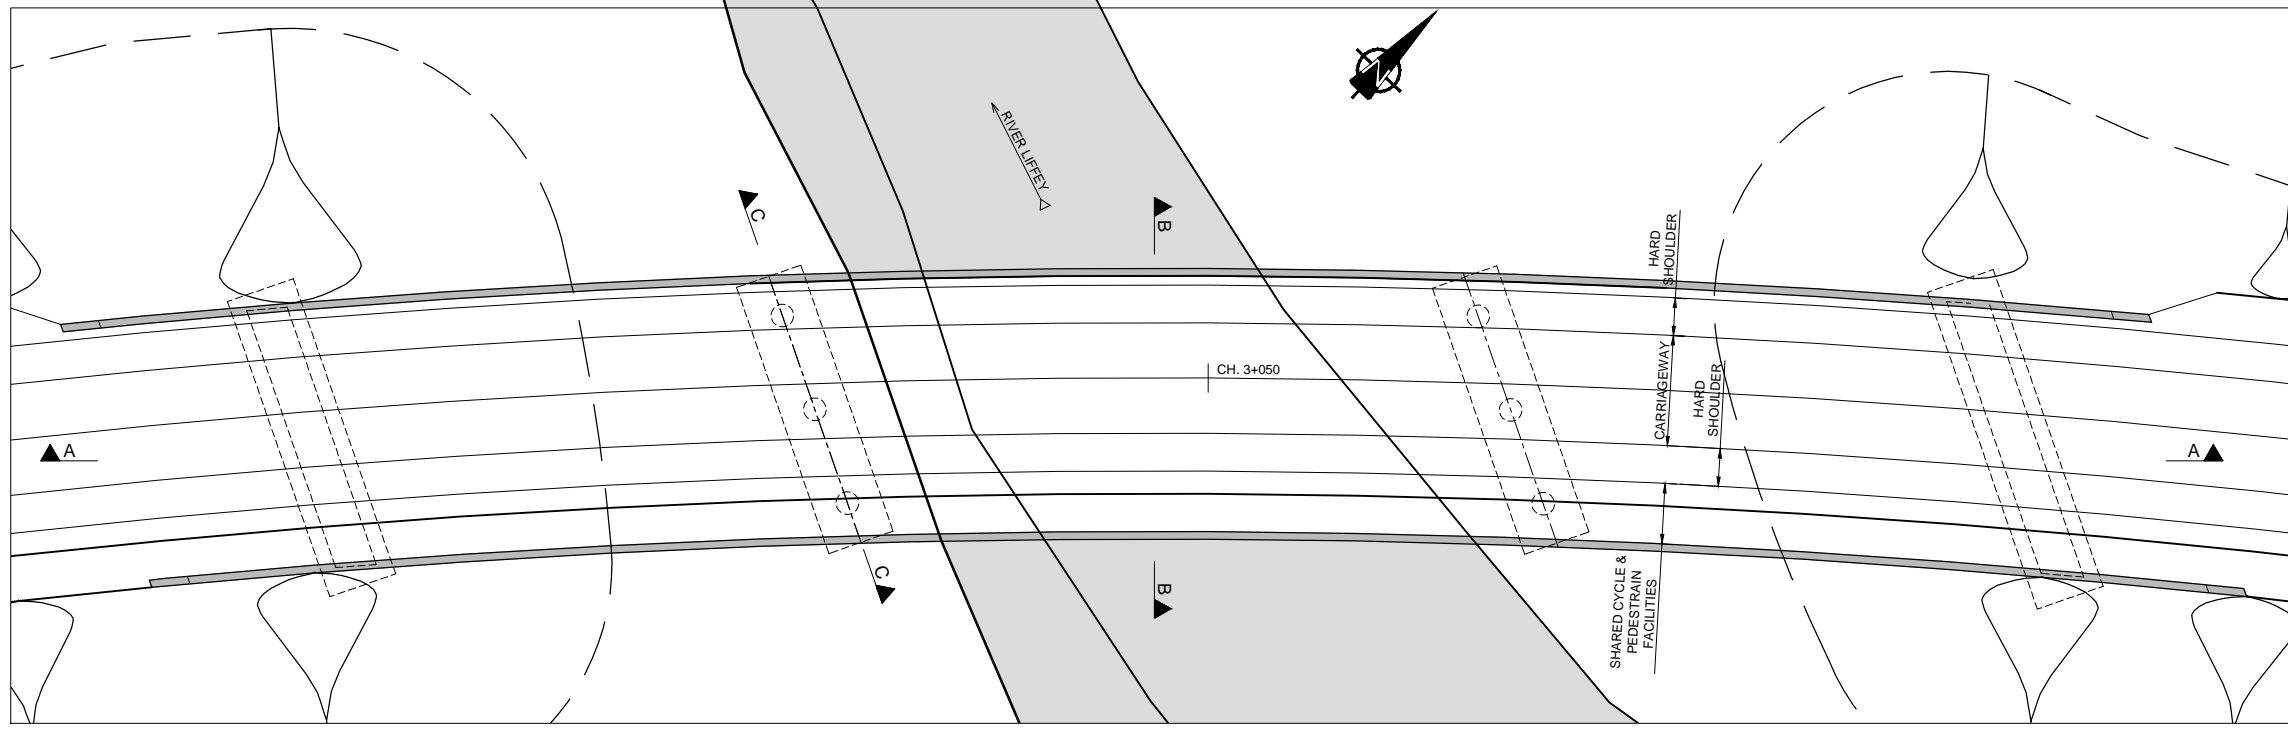 N
RIVER LIFFEY
C
B
HARD
SHOULDER
CH. 3+050
CARRIAGEWAY
HARD
SHOULDER
A
A
C
B
SHARED CYCLE &
PEDESTRAIN
FACILITIES